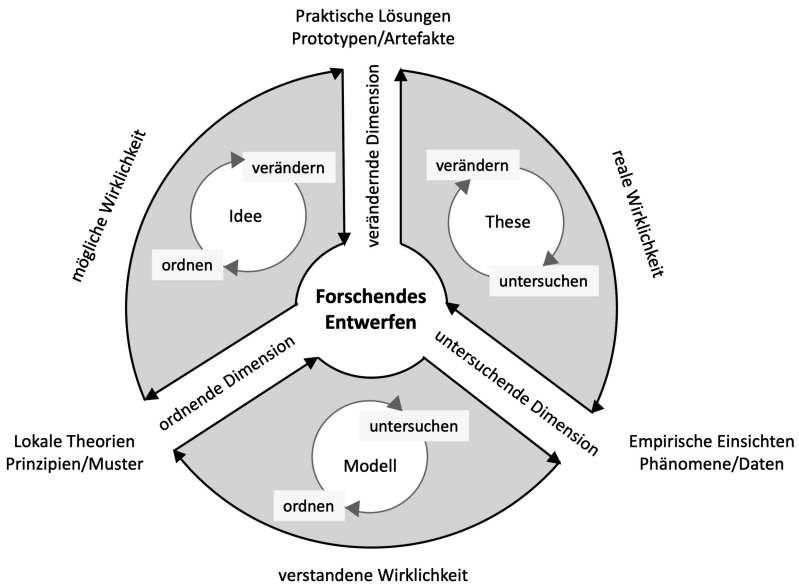 Praktische Lösungen
Prototypen/Artefakte
verändernde Dimension
mögliche Wirklichkeit
reale Wirklichkeit
verändern
Idee
ordnen
verändern
These
untersuchen
Forschendes
Entwerfen
ordnende Dimension
untersuchende Dimension
Lokale Theorien
Prinzipien/Muster
untersuchen
Modell
ordnen
Empirische Einsichten
Phänomene/Daten
verstandene Wirklichkeit